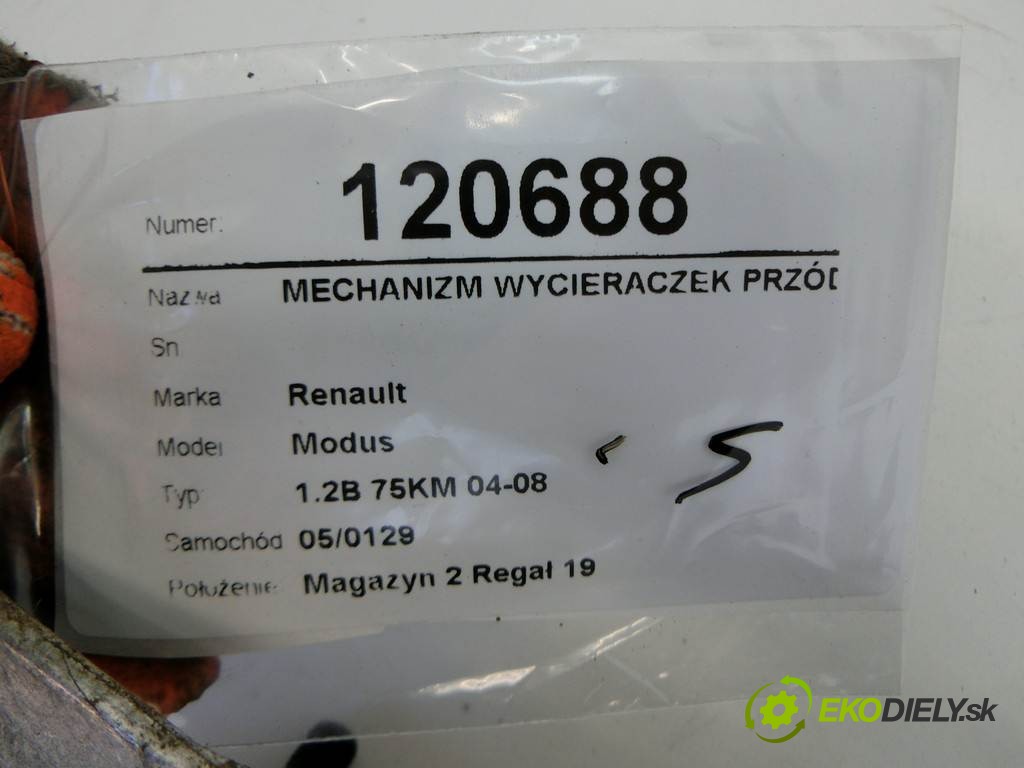 Numer: 120688
Nazwa MECHANIZM WYCIERACZEK PRZÓD
Sn
Marka Renault
Model Modus
Typ 1.2B 75KM 04-08
Samochód 05/0129
Położenie Magazyn 2 Regał 19
S
EKODIELY.sk